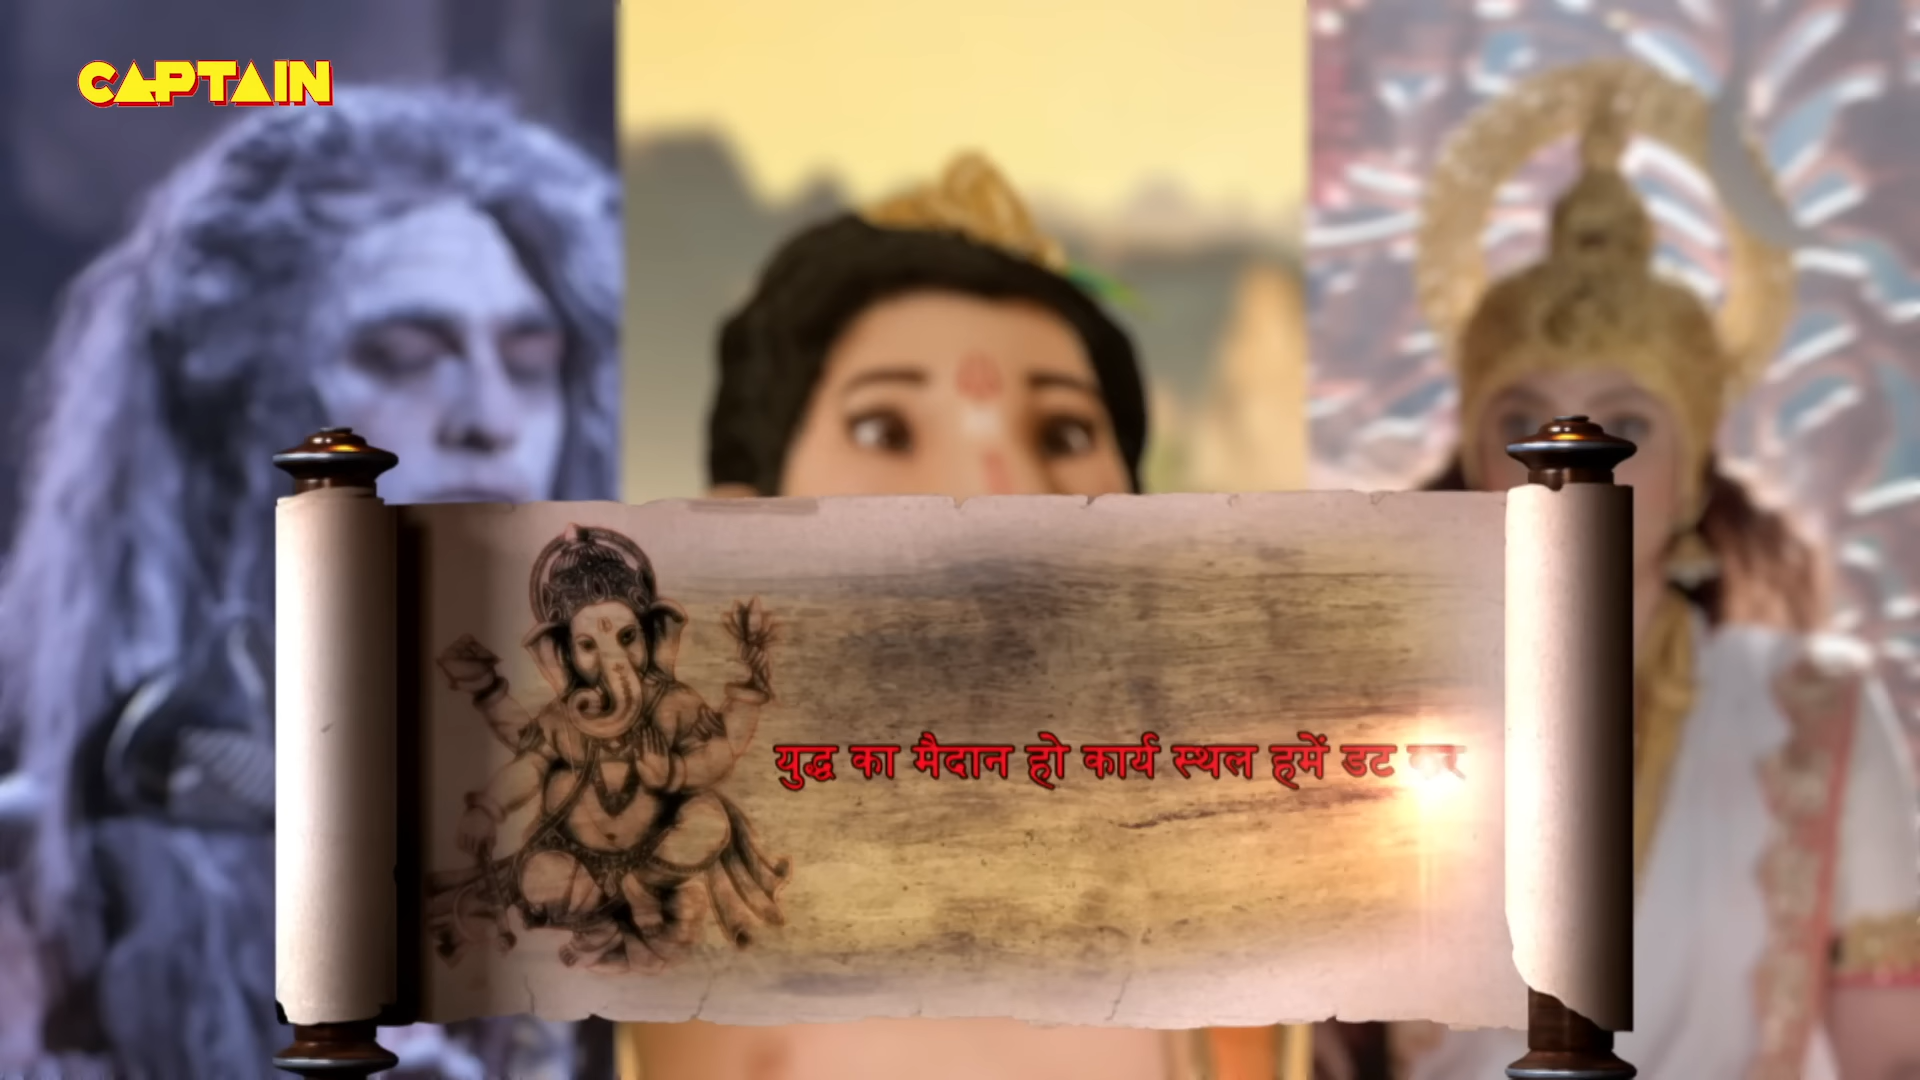 CAPTAIN
युद्ध का मैदान हो कार्य स्थल हमें डट